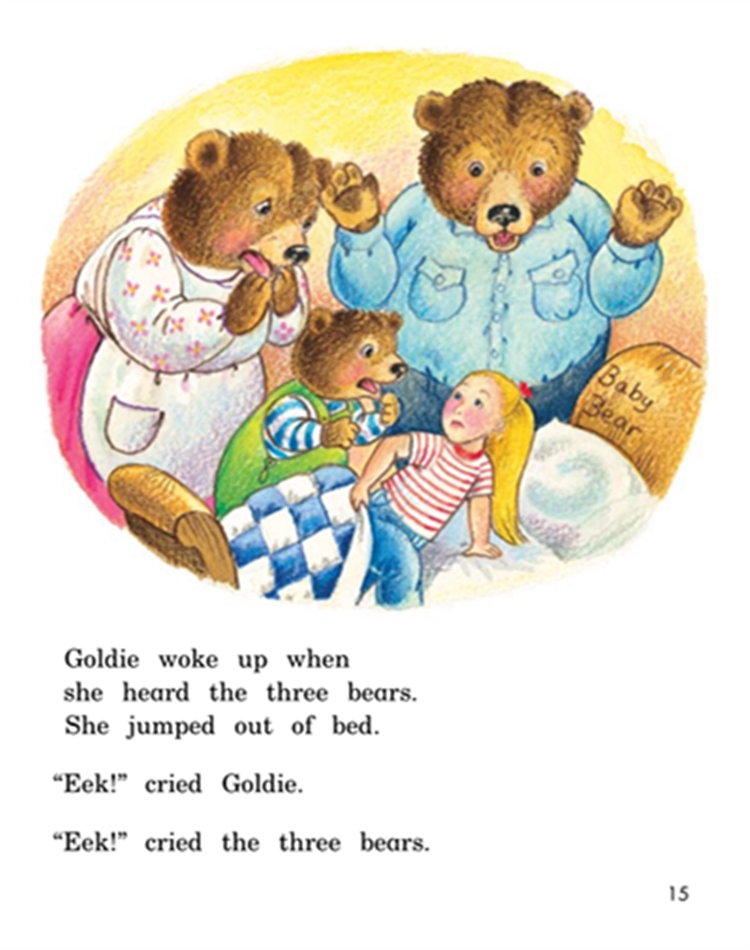 Baby
Bear
Goldie woke up when
she heard the three bears.
She jumped out of bed.
“Eek!” cried Goldie.
“Eek!” cried the three bears.
15